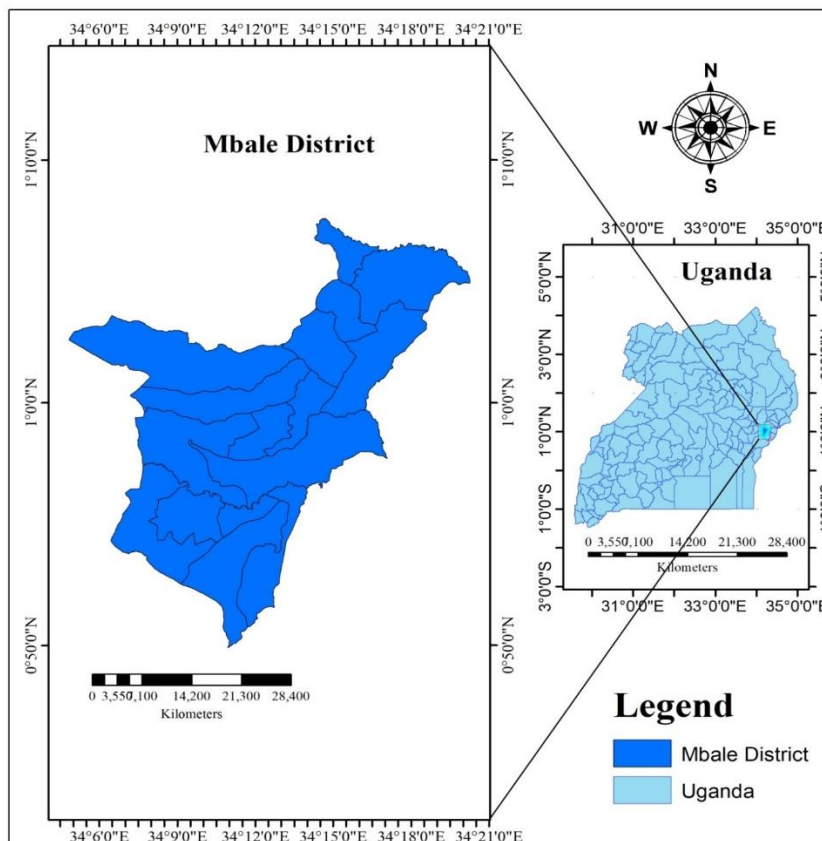 34°6'0"E 34°9'0"E 34°12'0"E 34°15'0"E 34°18'0"E 34°21'0"E
Mbale District
1°10'0"N
1°0'0"N
0°50'0"N
1°10'0"N
1°0'0"N
0°50'0"N
0 3,550 7,100 14,200 21,300 28,400
Kilometers
34°6'0"E 34°9'0"E 34°12'0"E 34°15'0"E 34°18'0"E 34°21'0"E
N
W E
S
31°0'0"E 33°0'0"E 35°0'0"E
Uganda
5°0'0"N
3°0'0"N
1°0'0"N
1°0'0"S
3°0'0"S
0 3,550 7,100 14,200 21,300 28,400
Kilometers
31°0'0"E 33°0'0"E 35°0'0"E
Legend
Mbale District
Uganda